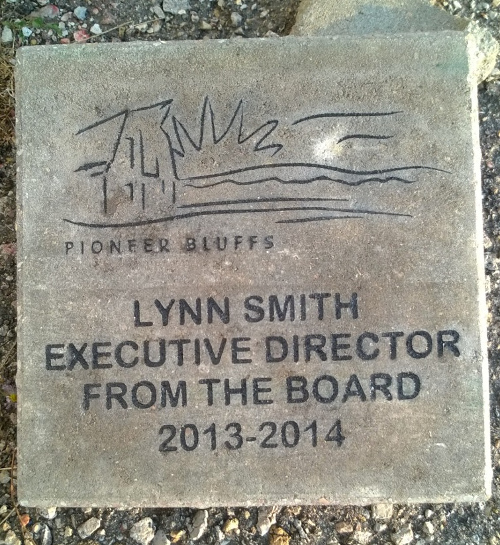 PIONEER BLUFFS
LYNN SMITH
EXECUTIVE DIRECTOR
FROM THE BOARD
2013-2014